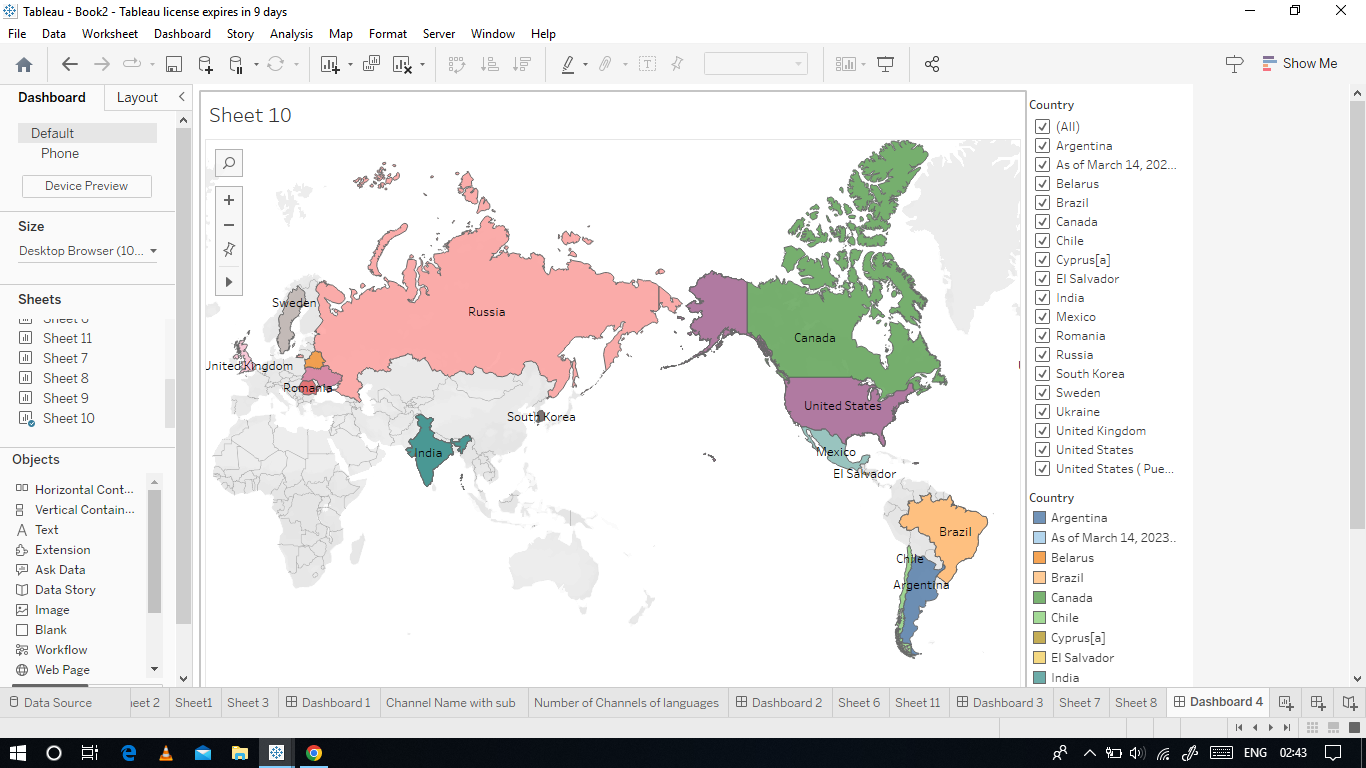 Tableau - Book2 - Tableau license expires in 9 days
File Data Worksheet Dashboard Story Analysis Map Format Server Window Help
Show Me
Dashboard Layout
Default
Phone
Device Preview
Size
Desktop Browser (10...
Sheets
Sheet 11
Sheet 7
Sheet 8
Sheet 9
Sheet 10
Objects
Horizontal Cont...
Vertical Contain...
Text
Extension
Ask Data
Data Story
Image
Blank
Workflow
Web Page
Sheet 10
Sweden
Russia
United Kingdom
Romania
South Korea
India
Canada
United States
Mexico
El Salvador
Brazil
Chile
Argentina
Country
(All)
Argentina
As of March 14, 202...
Belarus
Brazil
Canada
Chile
Cyprus[a]
El Salvador
India
Mexico
Romania
Russia
South Korea
Sweden
Ukraine
United Kingdom
United States
United States ( Pue...
Country
Argentina
As of March 14, 2023...
Belarus
Brazil
Canada
Chile
Cyprus[a]
El Salvador
India
Data Source eet 2 Sheet1 Sheet 3 Dashboard 1 Channel Name with sub Number of Channels of languages Dashboard 2 Sheet 6 Sheet 11 Dashboard 3 Sheet 7 Sheet 8 Dashboard 4
ENG 02:43